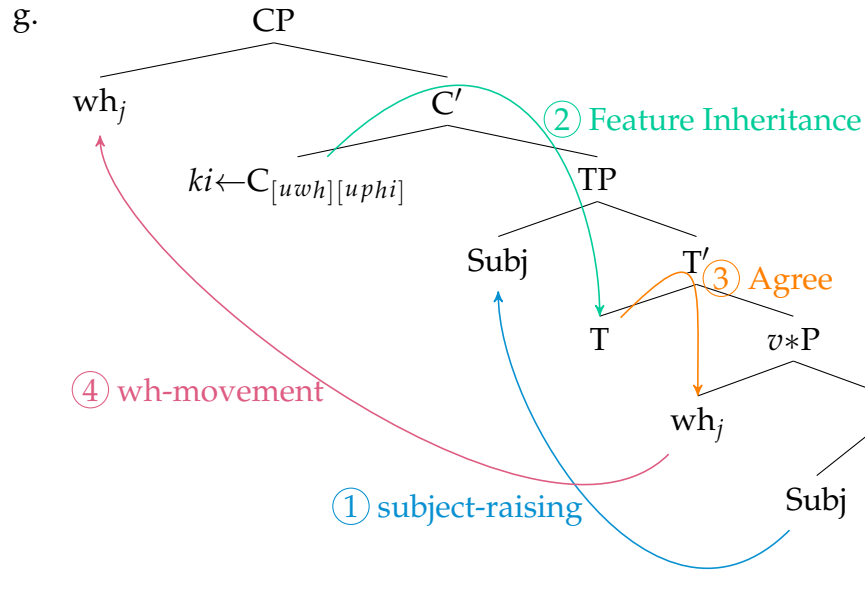 g.
CP
wh_j
C′
② Feature Inheritance
ki←C_[uwh][uphi]
TP
Subj
T′
③ Agree
T
v∗P
④ wh-movement
wh_j
① subject-raising
Subj